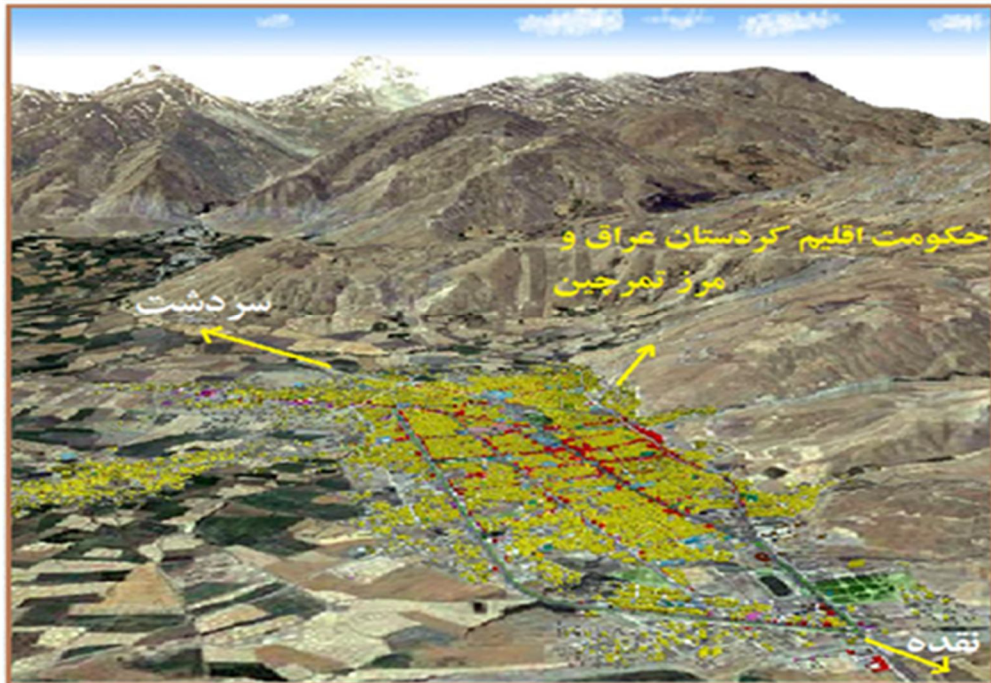 حکومت اقلیم کردستان عراق و
مرز تمرچین
سردشت
نقده